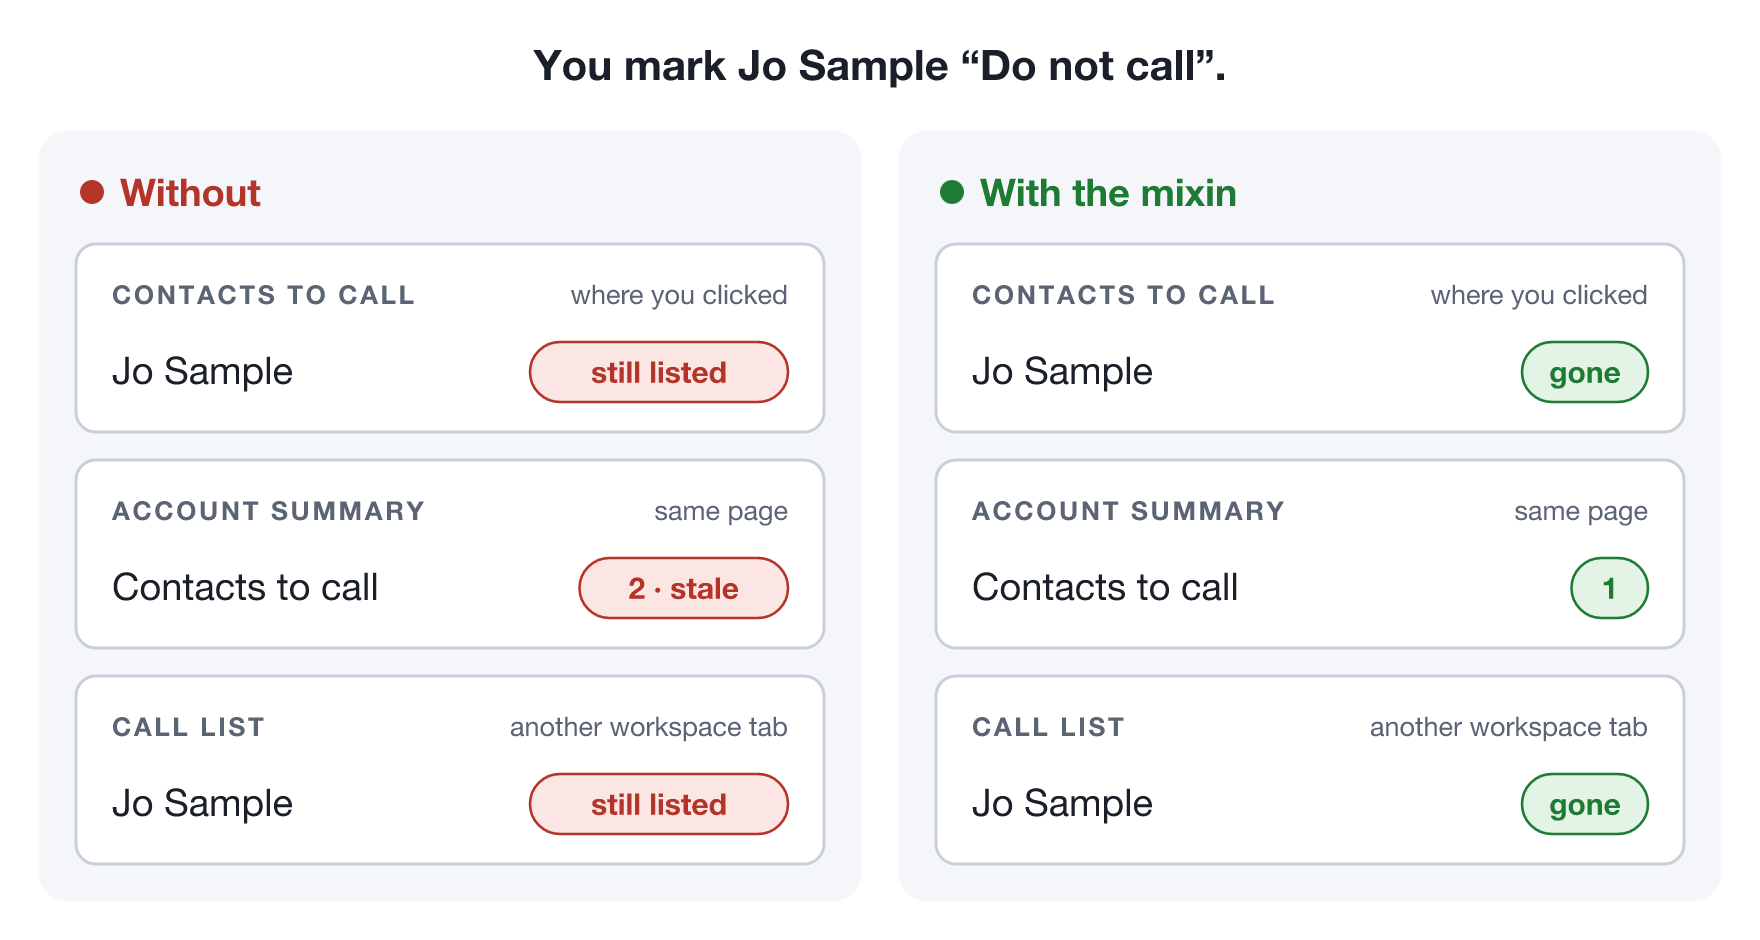 You mark Jo Sample “Do not call”.
Without
CONTACTS TO CALL where you clicked
Jo Sample still listed
ACCOUNT SUMMARY same page
Contacts to call 2 · stale
CALL LIST another workspace tab
Jo Sample still listed
With the mixin
CONTACTS TO CALL where you clicked
Jo Sample gone
ACCOUNT SUMMARY same page
Contacts to call 1
CALL LIST another workspace tab
Jo Sample gone